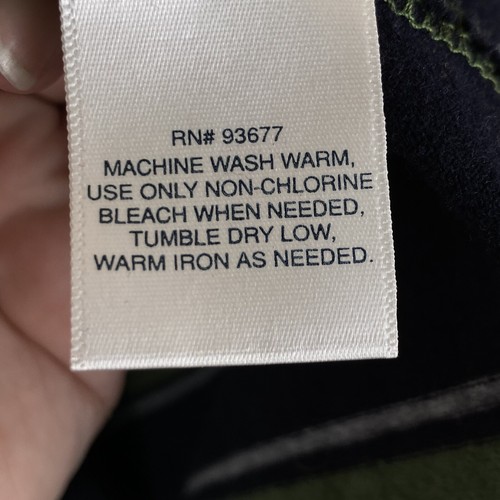 RN# 93677
MACHINE WASH WARM,
USE ONLY NON-CHLORINE
BLEACH WHEN NEEDED,
TUMBLE DRY LOW,
WARM IRON AS NEEDED.